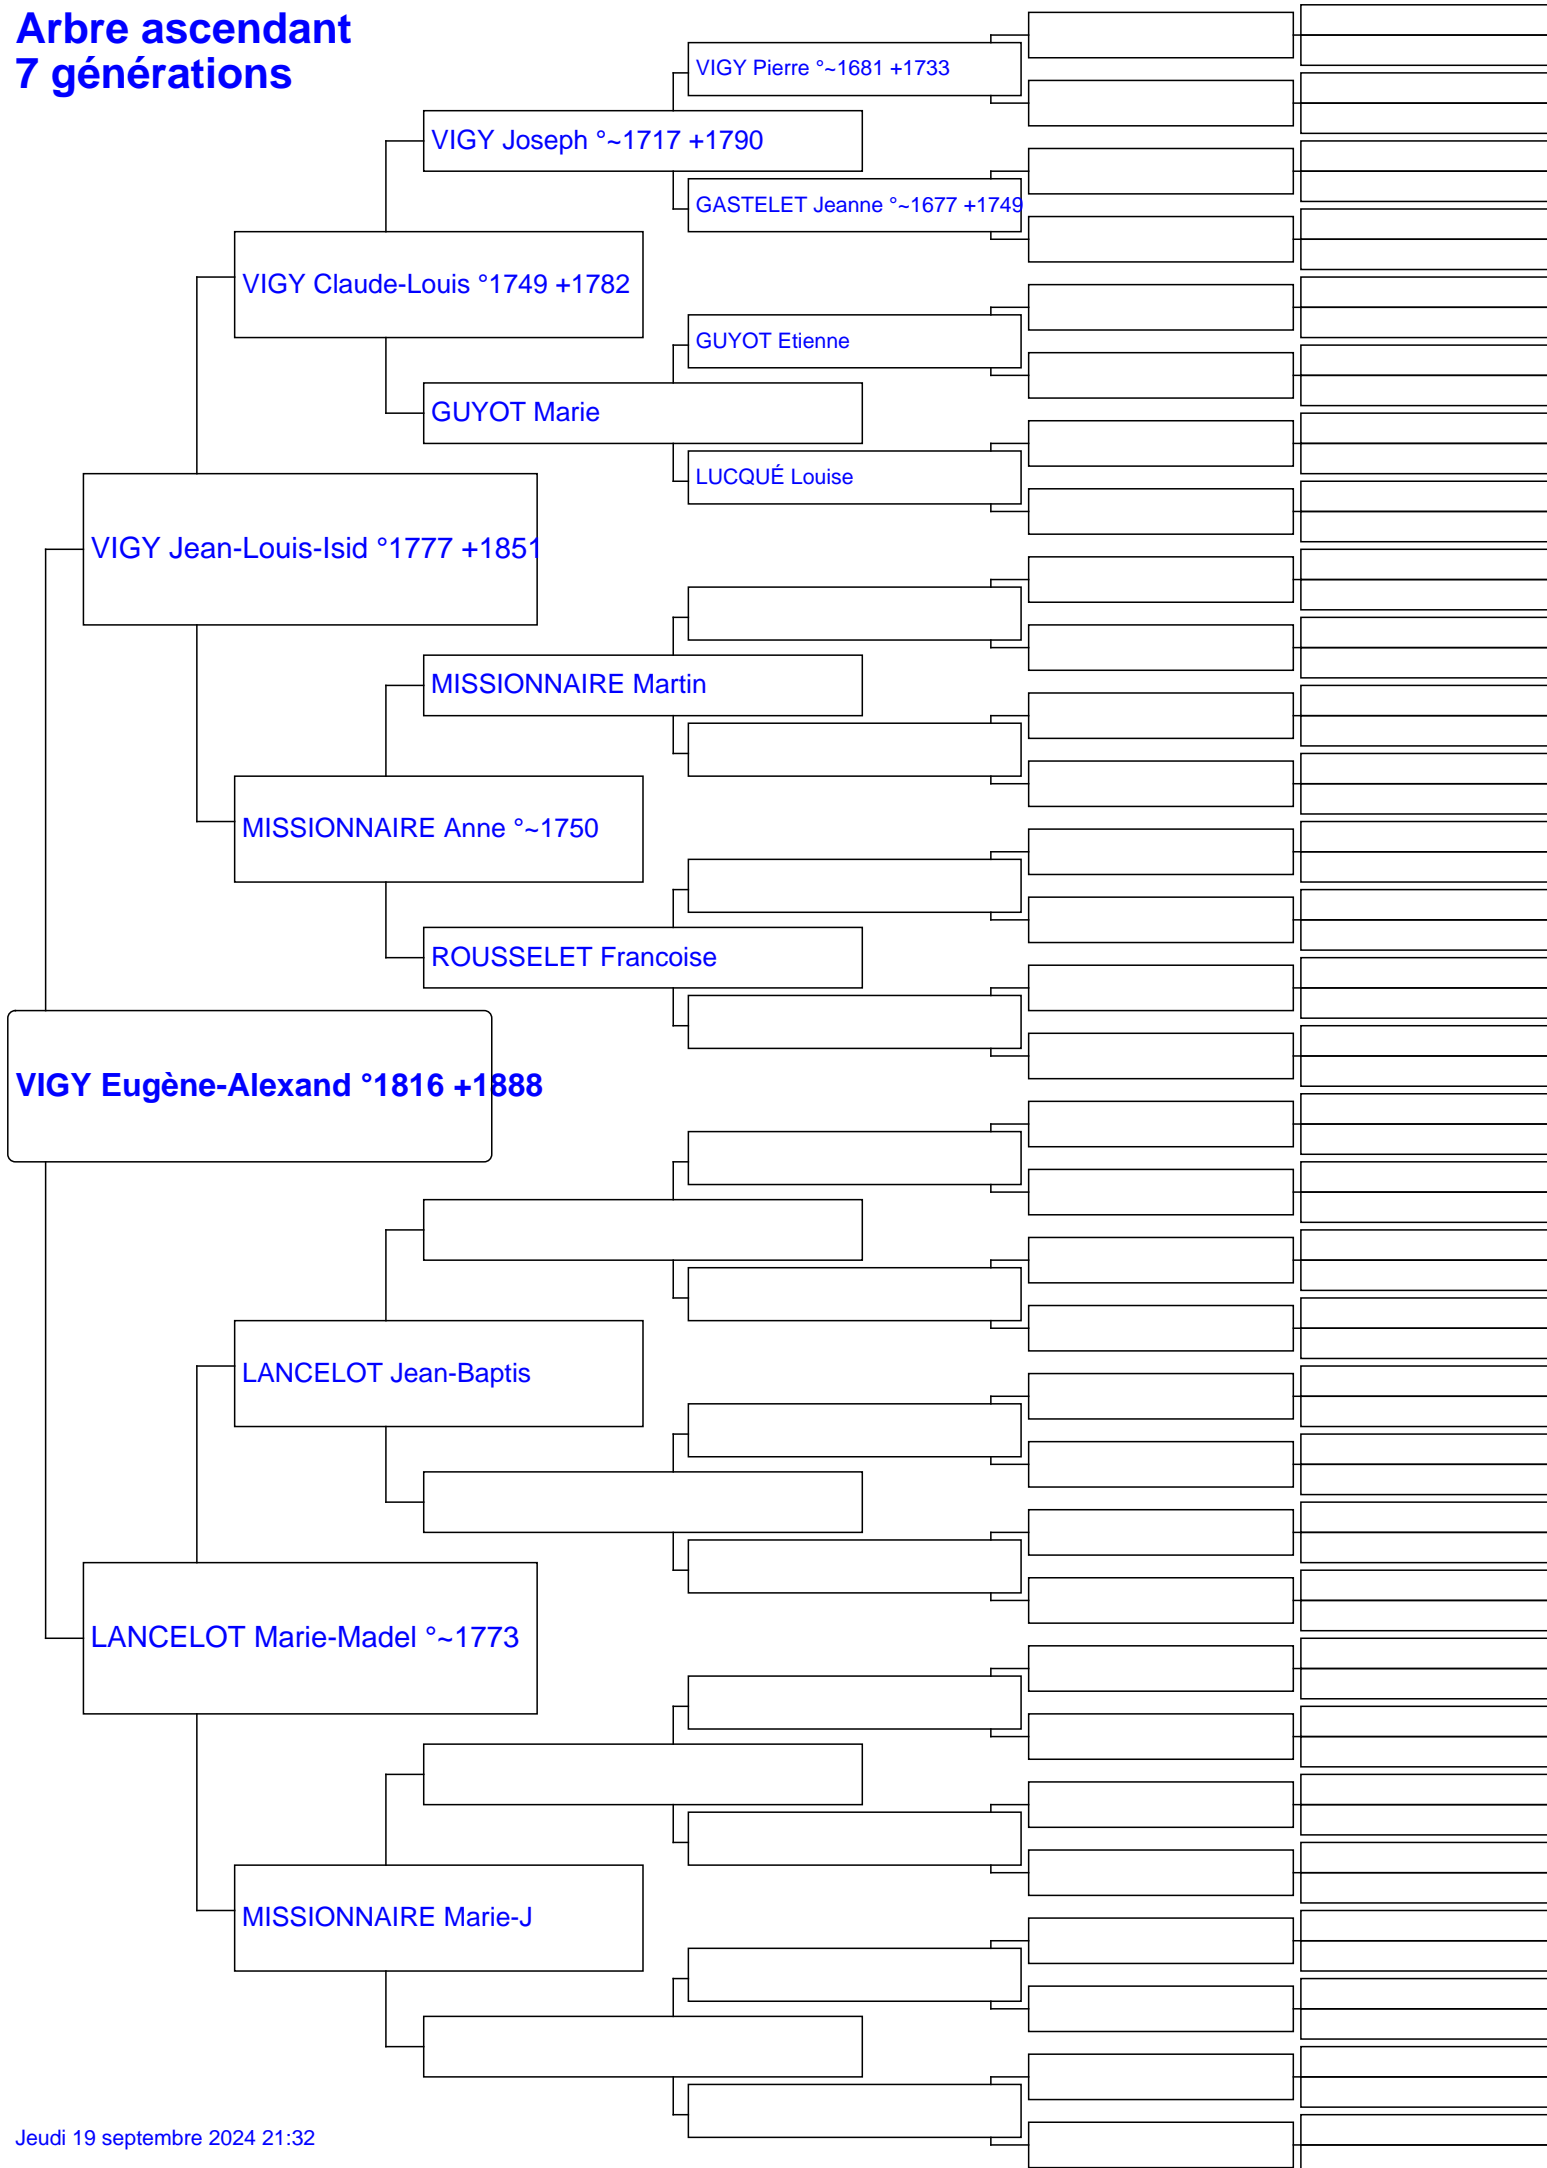 Arbre ascendant
7 générations
VIGY Pierre °~1681 +1733
VIGY Joseph °~1717 +1790
GASTELET Jeanne °~1677 +1749
VIGY Claude-Louis °1749 +1782
GUYOT Etienne
GUYOT Marie
LUCQUÉ Louise
VIGY Jean-Louis-Isid °1777 +1851
MISSIONNAIRE Martin
MISSIONNAIRE Anne °~1750
ROUSSELET Francoise
VIGY Eugène-Alexand °1816 +1888
LANCELOT Jean-Baptis
LANCELOT Marie-Madel °~1773
MISSIONNAIRE Marie-J
Jeudi 19 septembre 2024 21:32